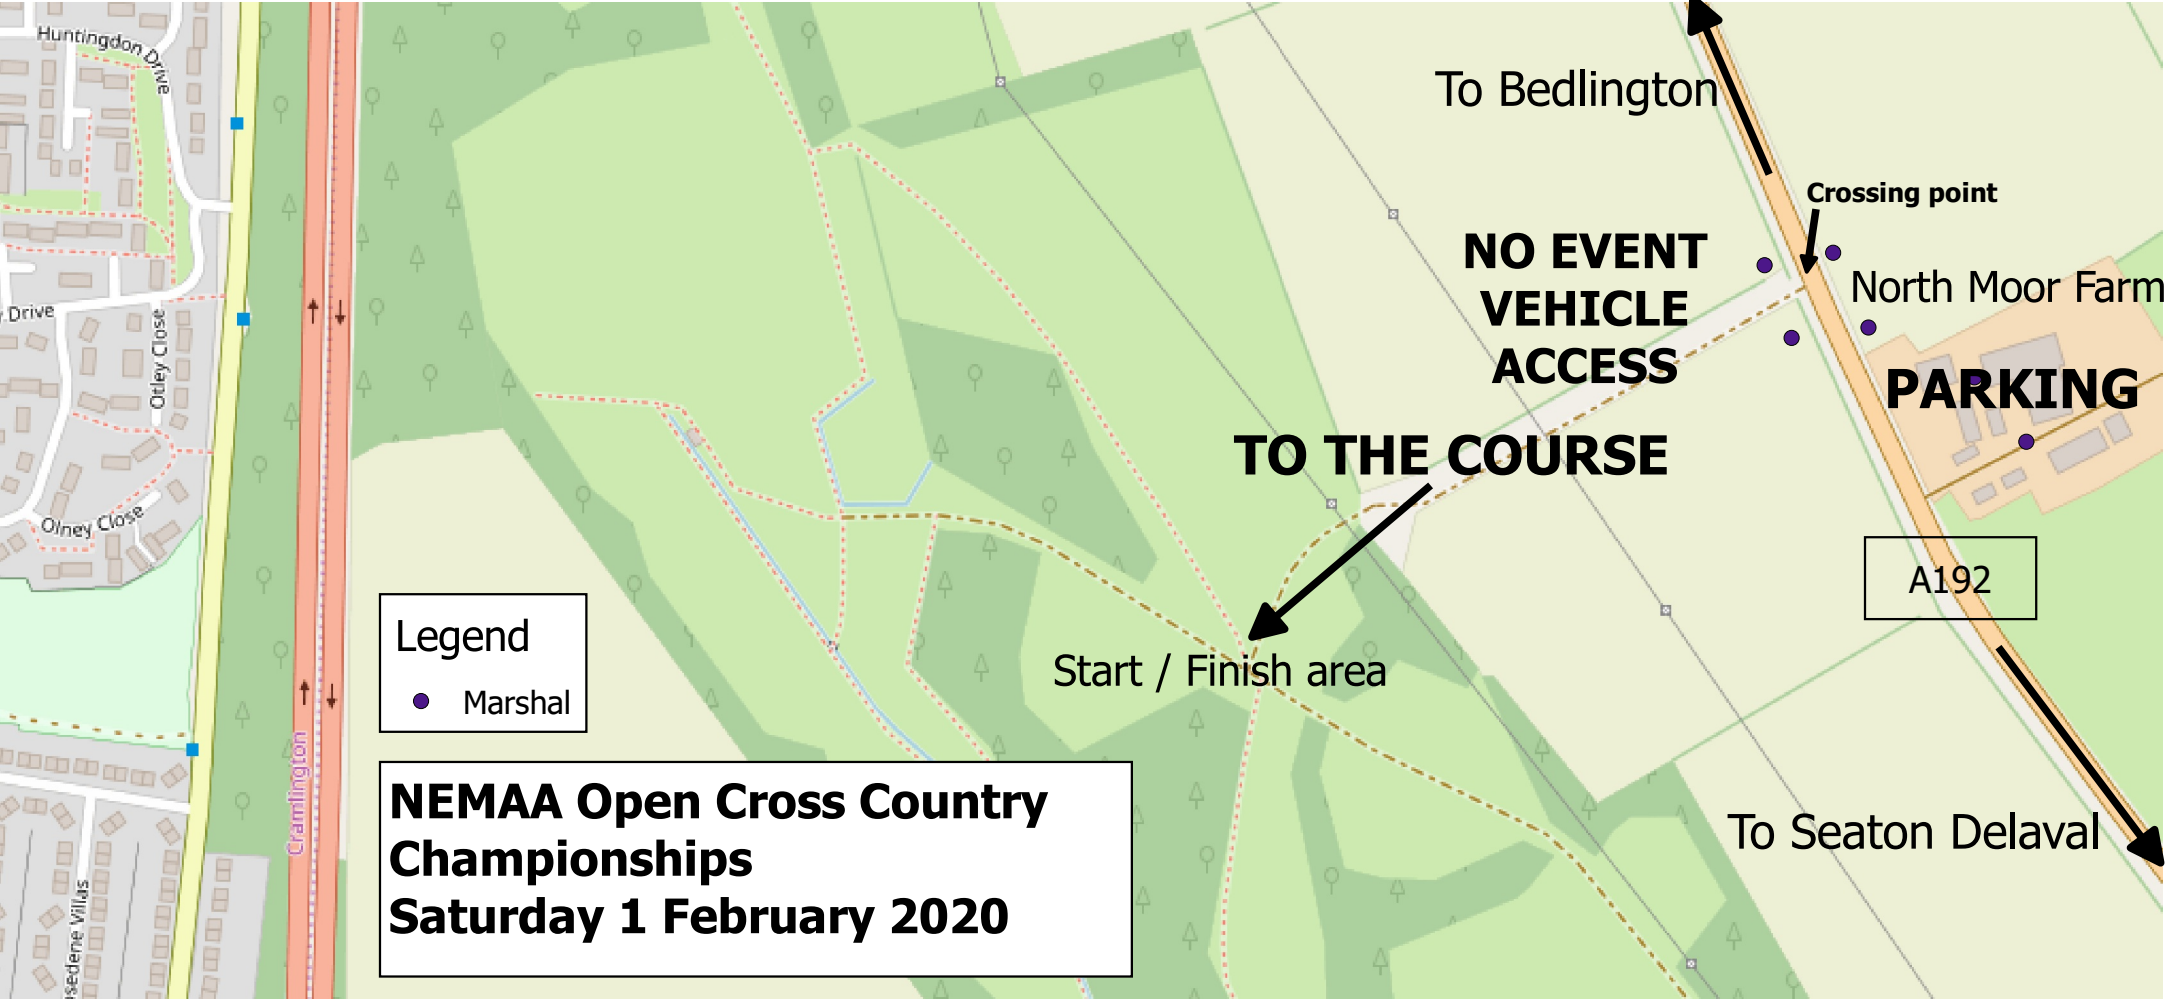 Huntingdon Drive
To Bedlington
Crossing point
NO EVENT
VEHICLE
ACCESS
North Moor Farm
Drive
Otley Close
PARKING
TO THE COURSE
Olney Close
A192
Legend
Marshal
Start / Finish area
Cramlington
NEMAA Open Cross Country
Championships
Saturday 1 February 2020
To Seaton Delaval
sedene Villas